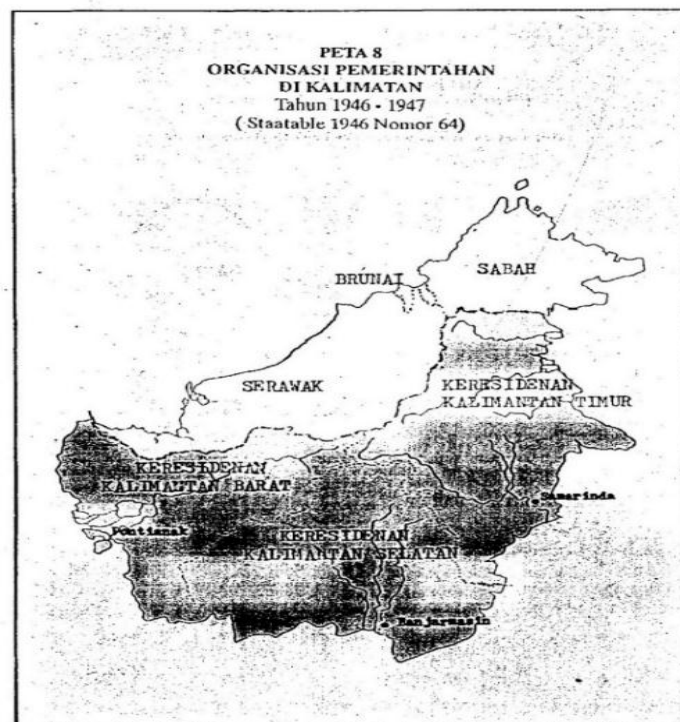 PETA 8
ORGANISASI PEMERINTAHAN
DI KALIMATAN
Tahun 1946 - 1947
( Staatable 1946 Nomor 64)
SABAH
BRUNAI
SERAWAK
KERESIDENAN
KALIMANTAN TIMUR
KERESIDENAN
KALIMANTAN BARAT
Samarinda
Pontianak
KERESIDENAN
KALIMANTAN SELATAN
Banjarmasin